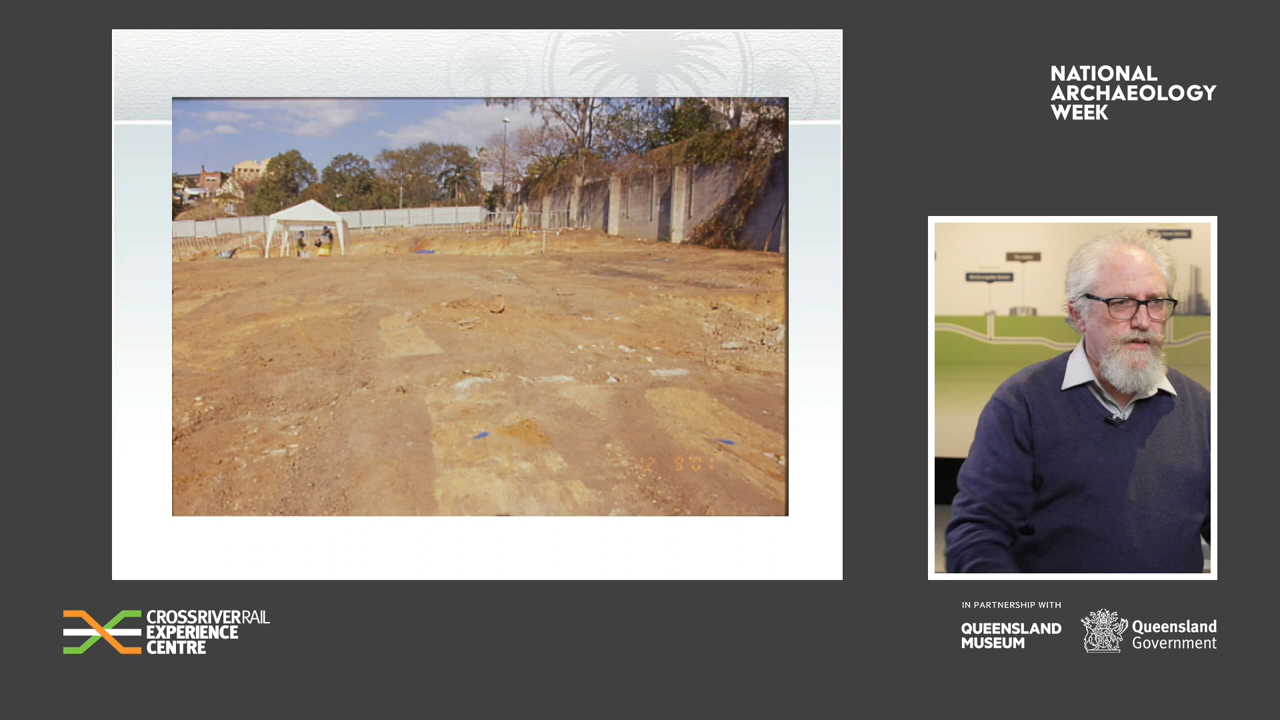 NATIONAL
ARCHAEOLOGY
WEEK
CROSSRIVERRAIL
EXPERIENCE
CENTRE
IN PARTNERSHIP WITH
QUEENSLAND
MUSEUM
Queensland
Government